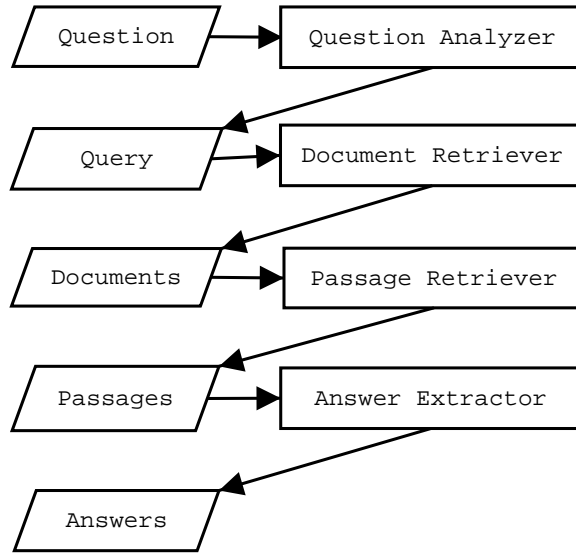 Question
Question Analyzer
Query
Document Retriever
Documents
Passage Retriever
Passages
Answer Extractor
Answers